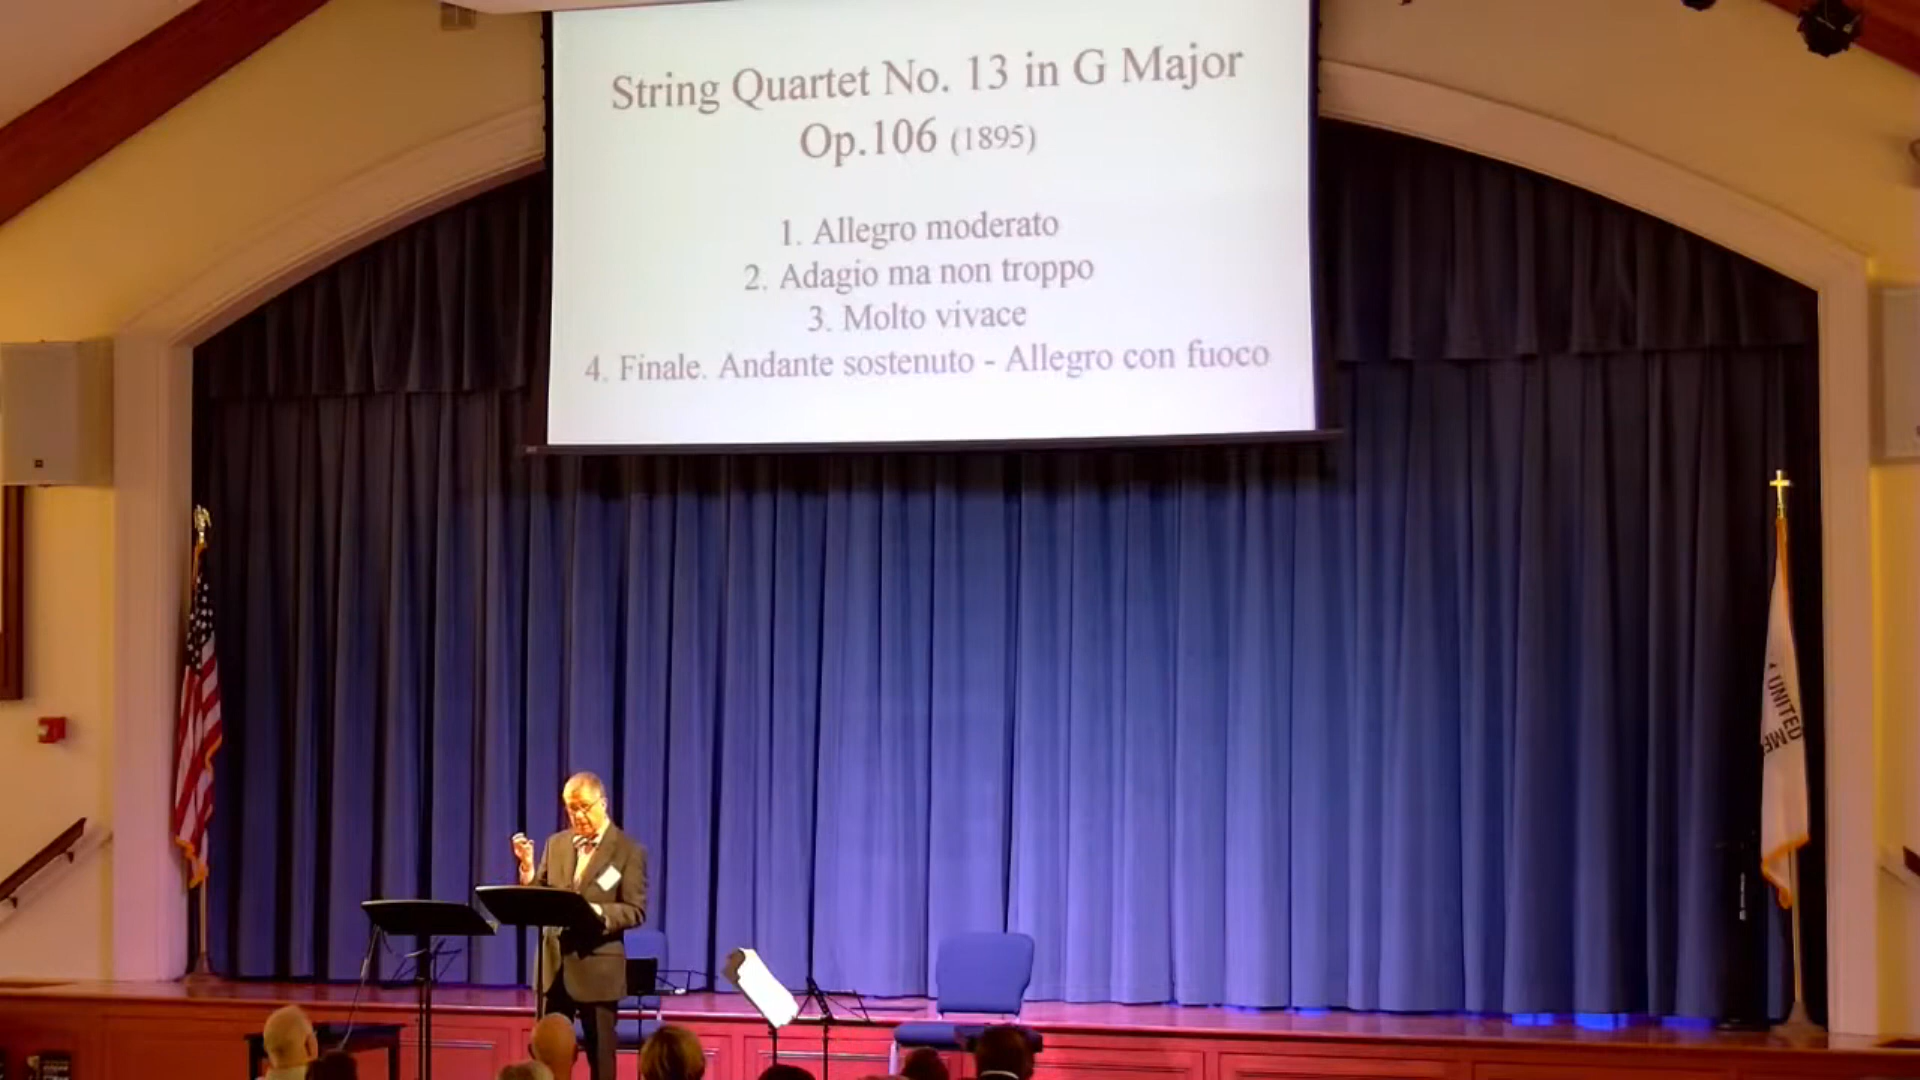 String Quartet No. 13 in G Major
Op.106 (1895)
1. Allegro moderato
2. Adagio ma non troppo
3. Molto vivace
4. Finale. Andante sostenuto - Allegro con fuoco
UNITED